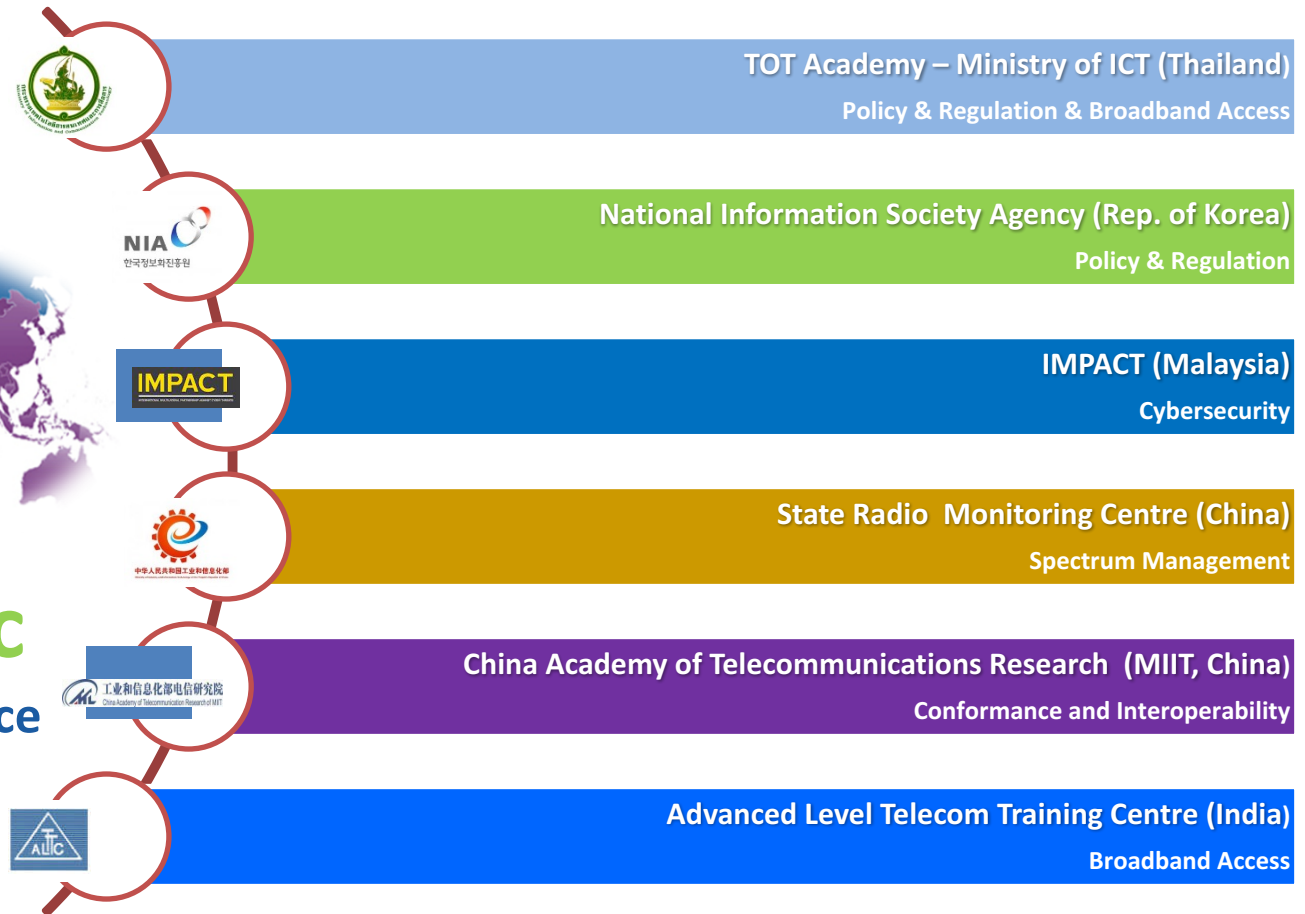 TOT Academy – Ministry of ICT (Thailand)
Policy & Regulation & Broadband Access
NIA
한국정보화진흥원
National Information Society Agency (Rep. of Korea)
Policy & Regulation
IMPACT
IMPACT (Malaysia)
Cybersecurity
中华人民共和国工业和信息化部
State Radio Monitoring Centre (China)
Spectrum Management
C
ce
工业和信息化部电信研究院
China Academy of Telecommunication Research of MIIT
China Academy of Telecommunications Research (MIIT, China)
Conformance and Interoperability
ALTTC
Advanced Level Telecom Training Centre (India)
Broadband Access